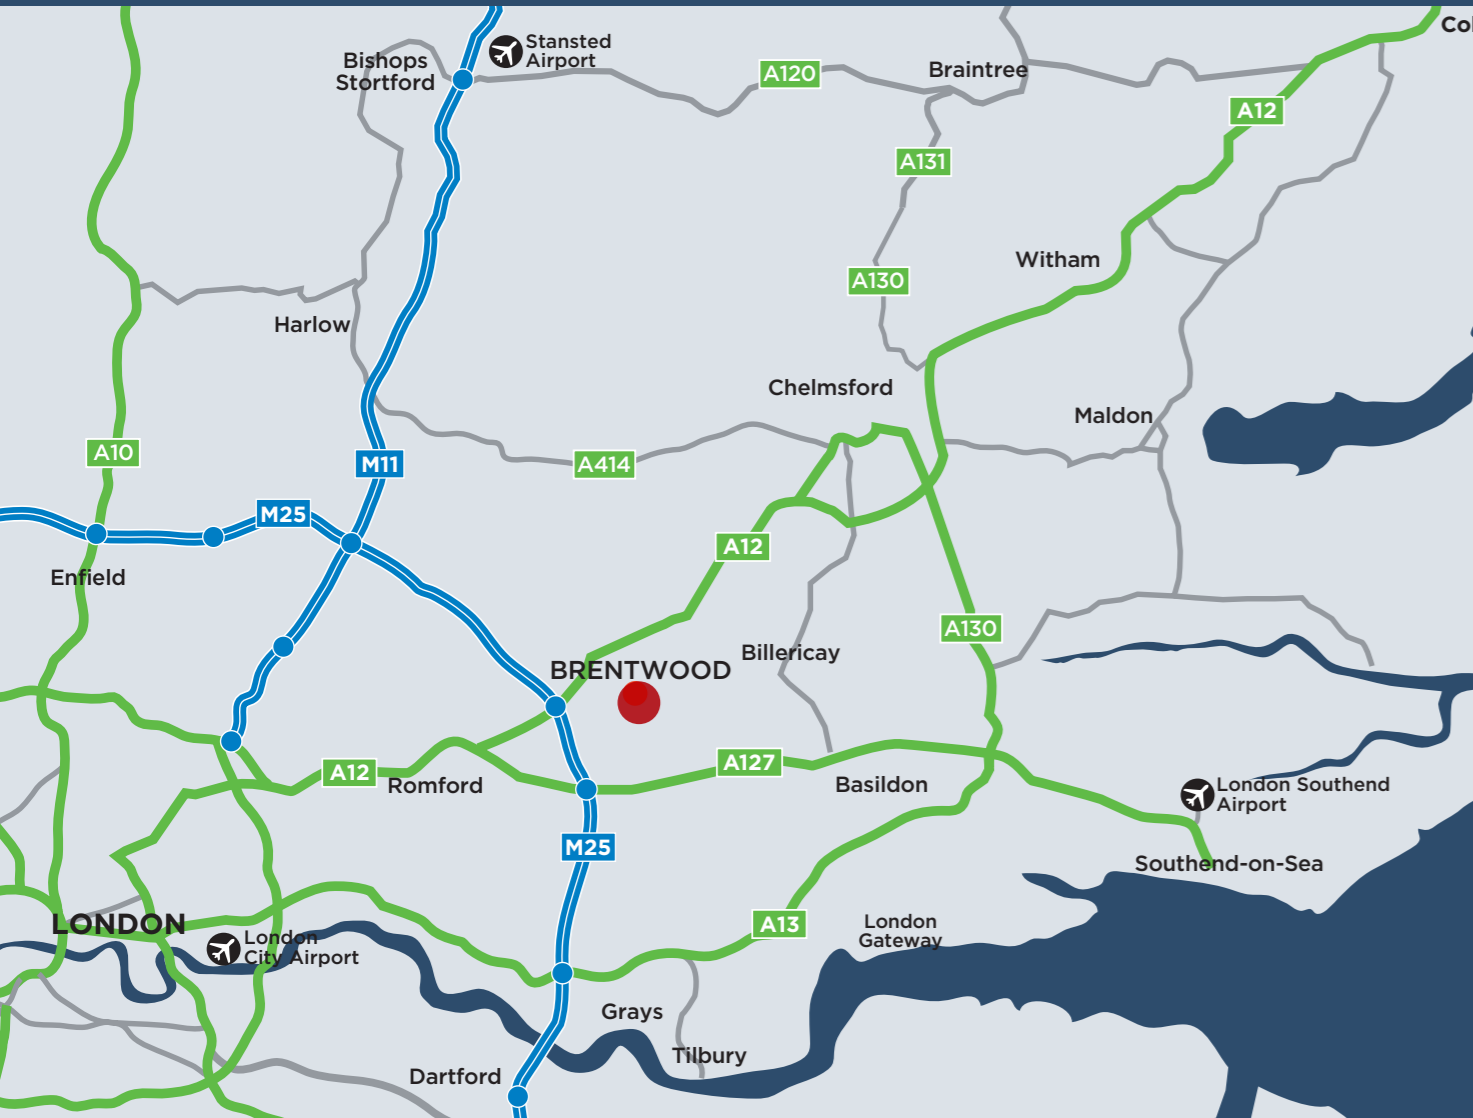 Col
Stansted
Airport
Bishops
Stortford
A120
Braintree
A12
A131
Witham
A130
Harlow
Chelmsford
Maldon
A10
M11
A414
M25
A12
Enfield
A130
Billericay
BRENTWOOD
A12
Romford
A127
Basildon
London Southend
Airport
M25
Southend-on-Sea
LONDON
A13
London
Gateway
London
City Airport
Grays
Tilbury
Dartford